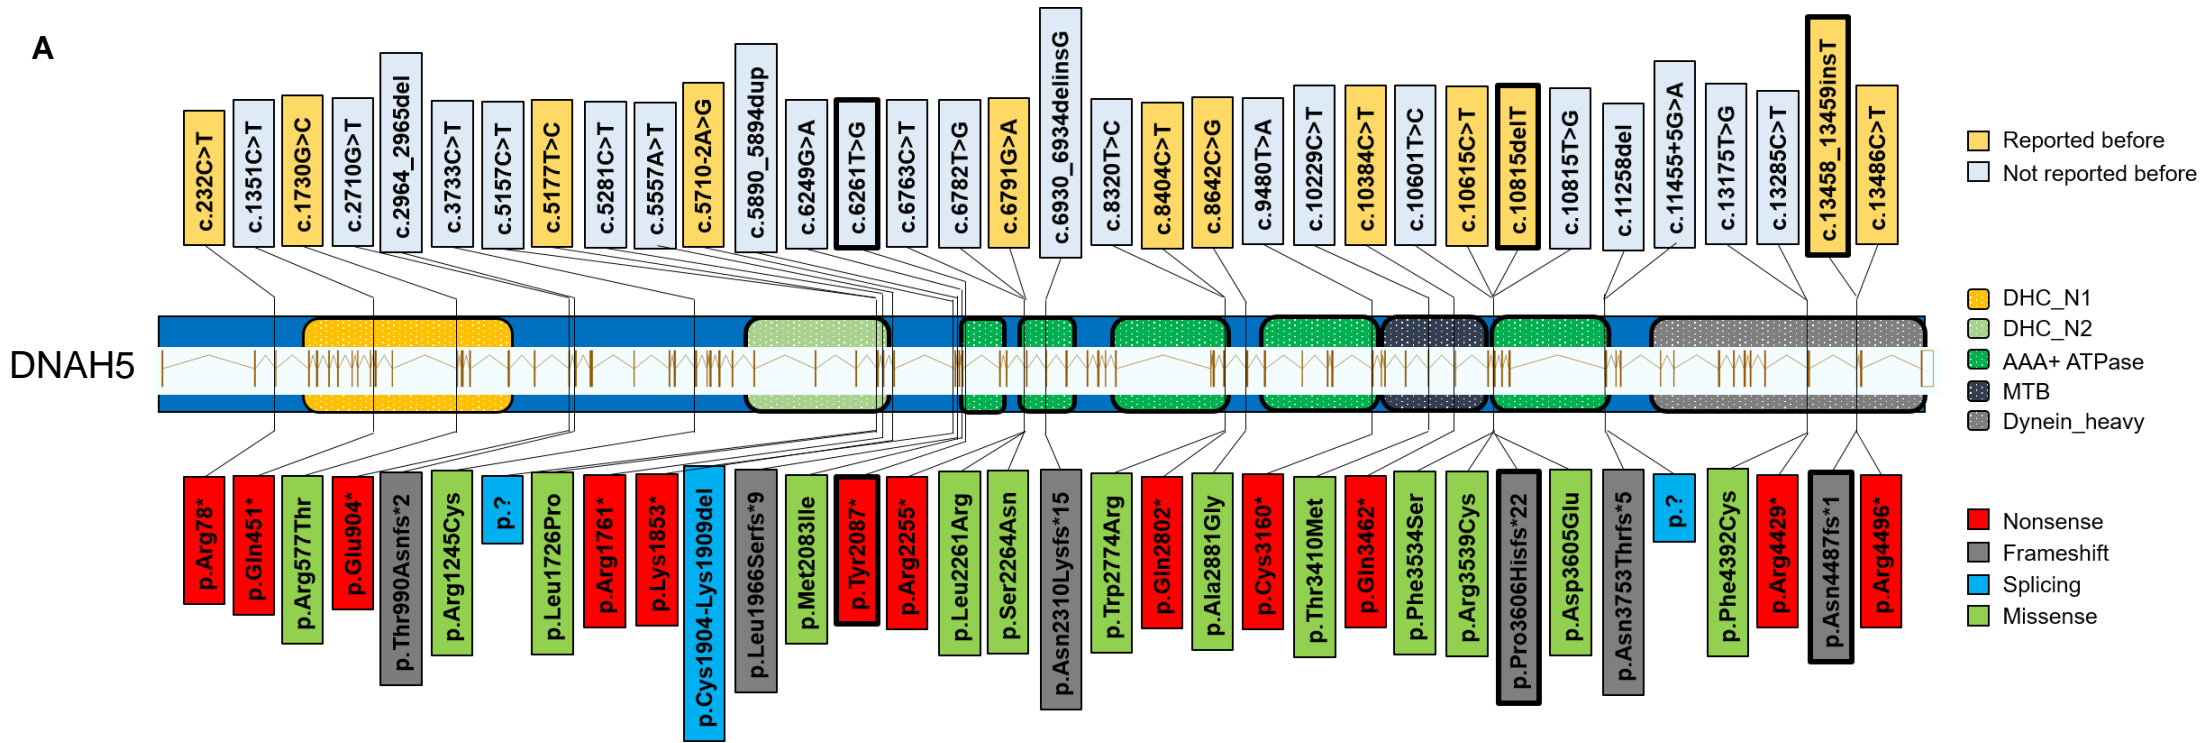 A
c.232C>T
c.1351C>T
c.1730G>C
c.2710G>T
c.2964_2965del
c.3733C>T
c.5157C>T
c.5177T>C
c.5281C>T
c.5557A>T
c.5710-2A>G
c.5890_5894dup
c.6249G>A
c.6261T>G
c.6763C>T
c.6782T>G
c.6791G>A
c.6930_6934delinsG
c.8320T>C
c.8404C>T
c.8642C>G
c.9480T>A
c.10229C>T
c.10384C>T
c.10601T>C
c.10615C>T
c.10815delT
c.10815T>G
c.11258del
c.11455+5G>A
c.13175T>G
c.13285C>T
c.13458_13459insT
c.13486C>T
Reported before
Not reported before
DNAH5
DHC_N1
DHC_N2
AAA+ ATPase
MTB
Dynein_heavy
p.Arg78*
p.Gln451*
p.Arg577Thr
p.Glu904*
p.Thr990Asnfs*2
p.Arg1245Cys
p.?
p.Leu1726Pro
p.Arg1761*
p.Lys1853*
p.Cys1904-Lys1909del
p.Leu1966Serfs*9
p.Met2083Ile
p.Tyr2087*
p.Arg2255*
p.Leu2261Arg
p.Ser2264Asn
p.Asn2310Lysfs*15
p.Trp2774Arg
p.Gln2802*
p.Ala2881Gly
p.Cys3160*
p.Thr3410Met
p.Gln3462*
p.Phe3534Ser
p.Arg3539Cys
p.Pro3606Hisfs*22
p.Asp3605Glu
p.Asn3753Thrfs*5
p.?
p.Phe4392Cys
p.Arg4429*
p.Asn4487fs*1
p.Arg4496*
Nonsense
Frameshift
Splicing
Missense